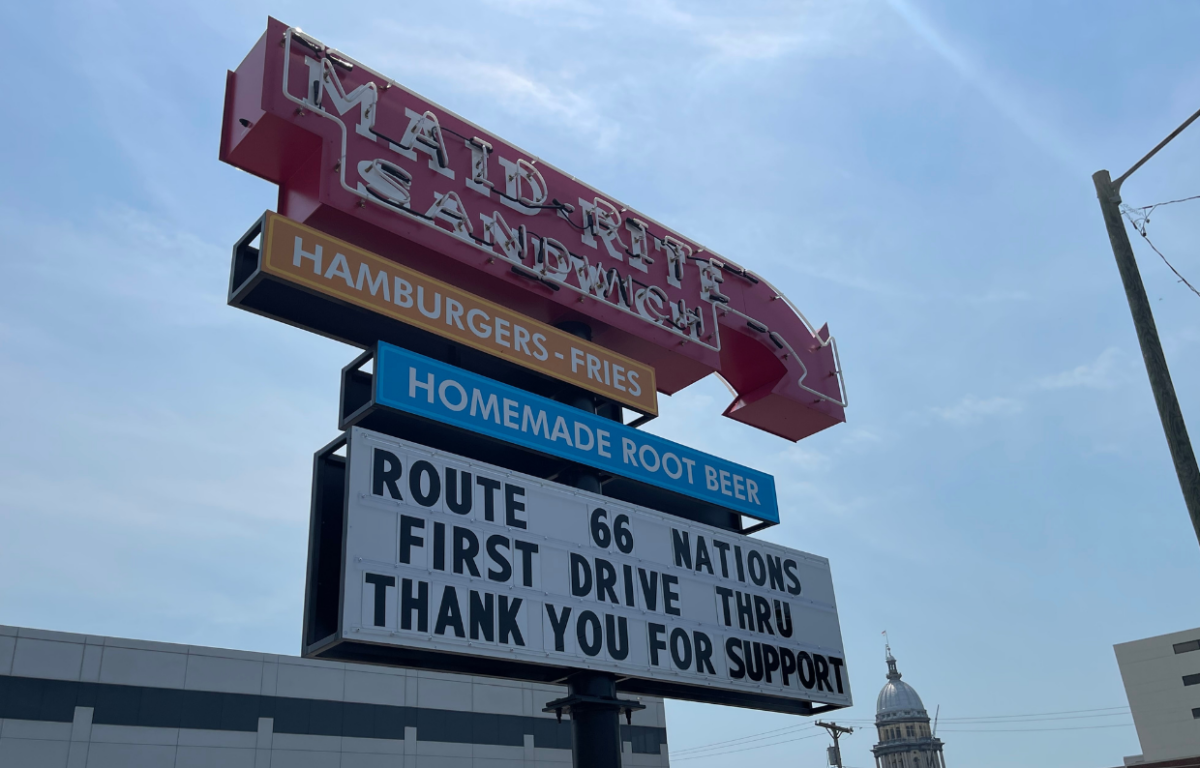 MAID-RITE
SANDWICH
HAMBURGERS - FRIES
HOMEMADE ROOT BEER
ROUTE 66 NATIONS
FIRST DRIVE THRU
THANK YOU FOR SUPPORT